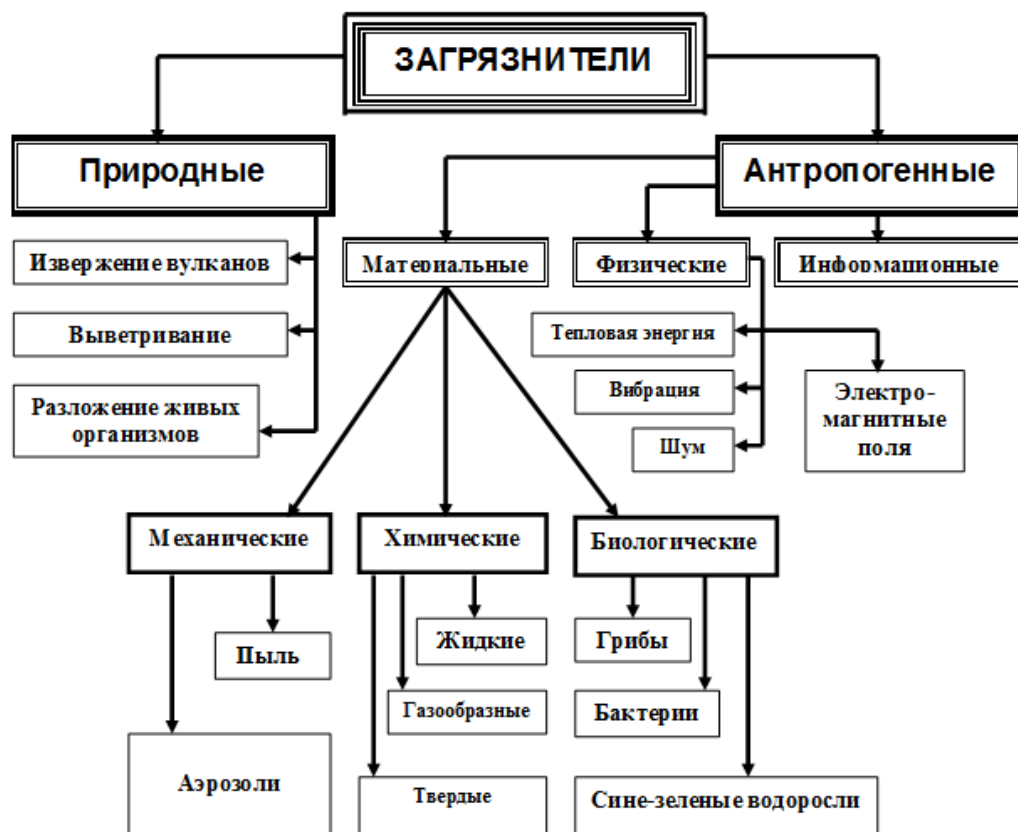 ЗАГРЯЗНИТЕЛИ
Природные
Антропогенные
Извержение вулканов
Материальные
Физические
Информационные
Выветривание
Тепловая энергия
Разложение живых
организмов
Вибрация
Шум
Электро-
магнитные
поля
Механические
Химические
Биологические
Пыль
Жидкие
Грибы
Газообразные
Бактерии
Аэрозоли
Твердые
Сине-зеленые водоросли